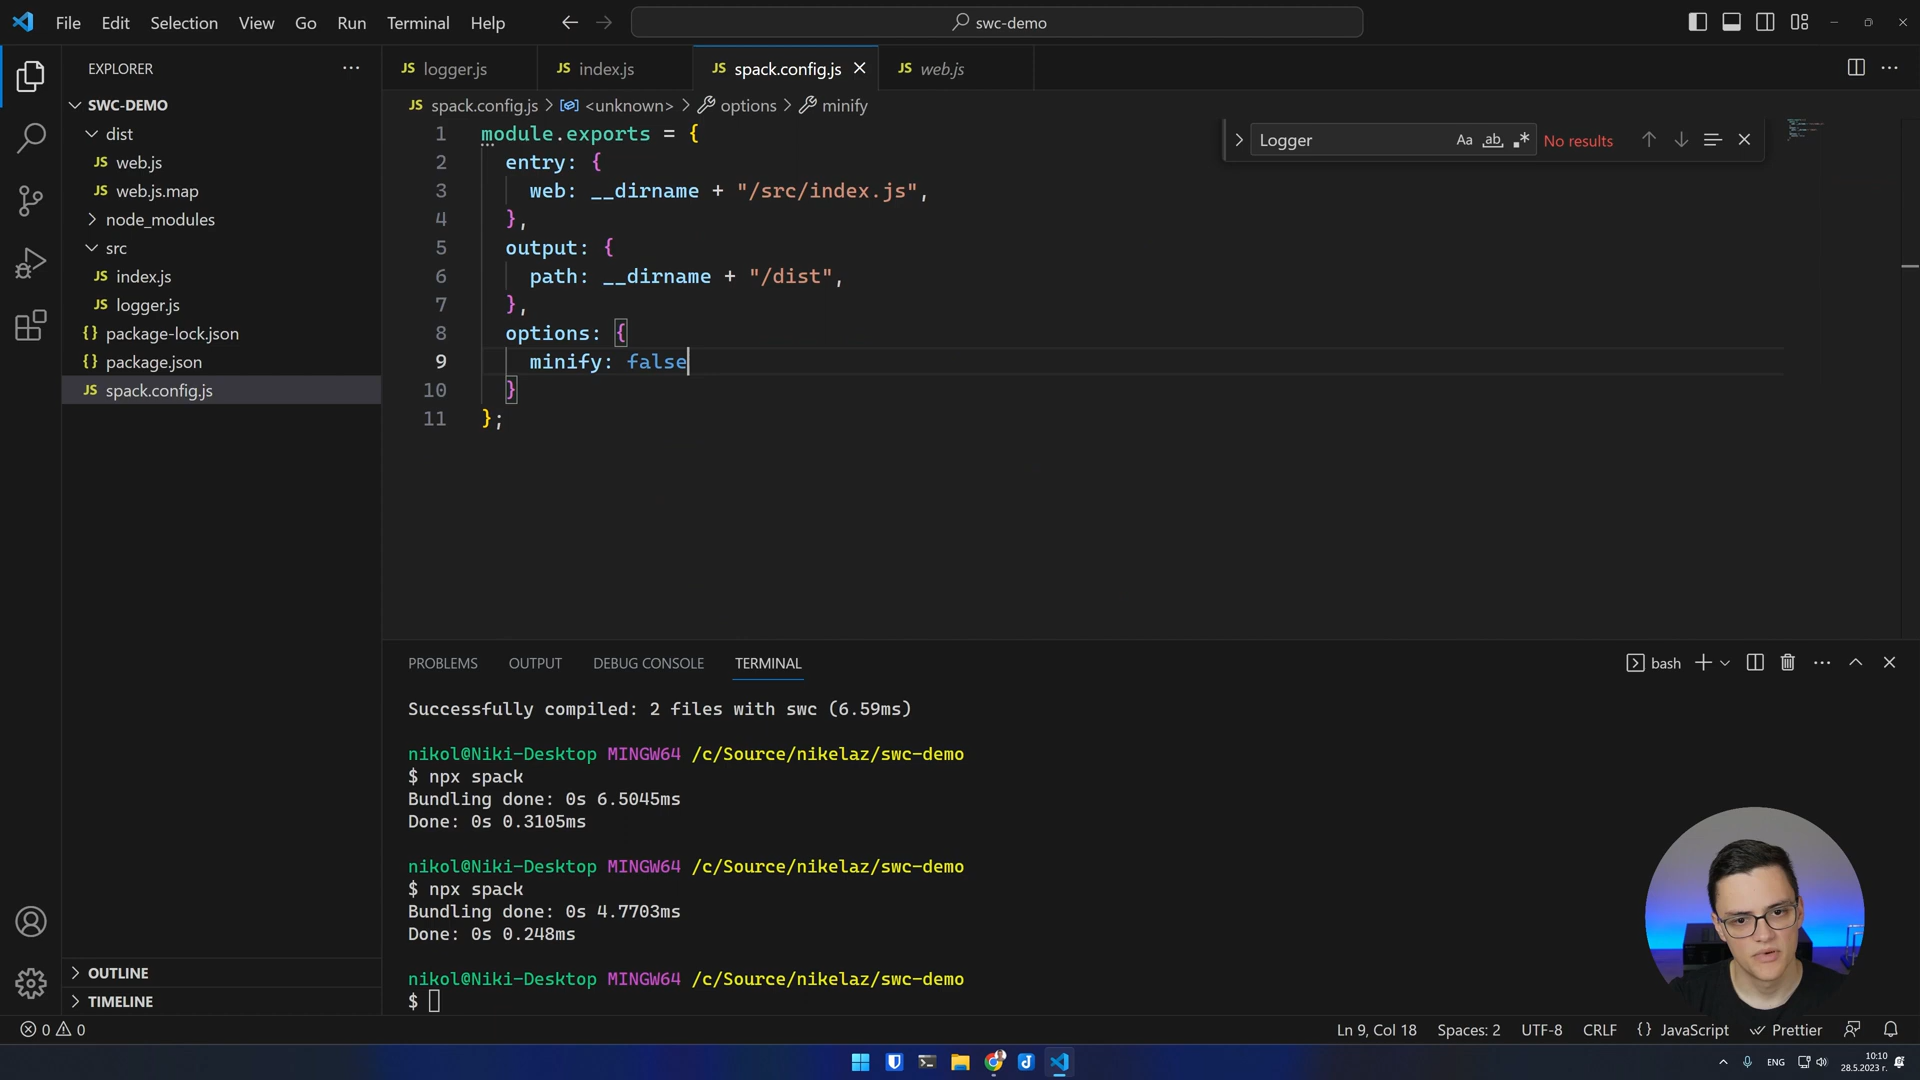 File Edit Selection View Go Run Terminal Help
swc-demo
EXPLORER
SWC-DEMO
dist
JS web.js
JS web.js.map
node_modules
src
JS index.js
JS logger.js
{} package-lock.json
{} package.json
JS spack.config.js
OUTLINE
TIMELINE
JS logger.js
JS index.js
JS spack.config.js
JS web.js
JS spack.config.js > <unknown> > options > minify
Logger
Aa ab No results
1 module.exports = {
2 entry: {
3 web: __dirname + "/src/index.js",
4 },
5 output: {
6 path: __dirname + "/dist",
7 },
8 options: {
9 minify: false
10 }
11 };
PROBLEMS OUTPUT DEBUG CONSOLE TERMINAL
bash
Successfully compiled: 2 files with swc (6.59ms)
nikol@Niki-Desktop MINGW64 /c/Source/nikelaz/swc-demo
$ npx spack
Bundling done: 0s 6.5045ms
Done: 0s 0.3105ms
nikol@Niki-Desktop MINGW64 /c/Source/nikelaz/swc-demo
$ npx spack
Bundling done: 0s 4.7703ms
Done: 0s 0.248ms
nikol@Niki-Desktop MINGW64 /c/Source/nikelaz/swc-demo
$
0 0
Ln 9, Col 18 Spaces: 2 UTF-8 CRLF {} JavaScript Prettier
ENG
10:10
28.5.2023 г.